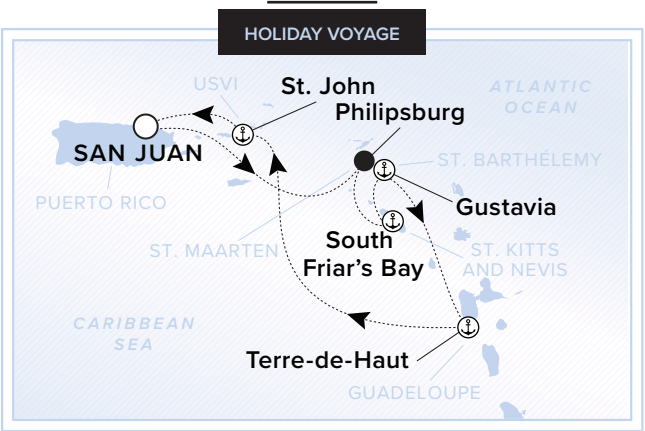 HOLIDAY VOYAGE
USVI
St. John
ATLANTIC
OCEAN
Philipsburg
SAN JUAN
ST. BARTHÉLEMY
PUERTO RICO
Gustavia
ST. MAARTEN
South
Friar's Bay
ST. KITTS
AND NEVIS
CARIBBEAN
SEA
Terre-de-Haut
GUADELOUPE